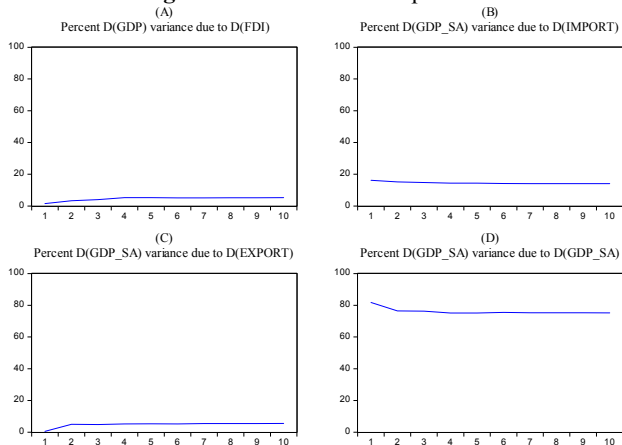 (A)
Percent D(GDP) variance due to D(FDI)
100
80
60
40
20
0
1 2 3 4 5 6 7 8 9 10
(B)
Percent D(GDP_SA) variance due to D(IMPORT)
100
80
60
40
20
0
1 2 3 4 5 6 7 8 9 10
(C)
Percent D(GDP_SA) variance due to D(EXPORT)
100
80
60
40
20
0
1 2 3 4 5 6 7 8 9 10
(D)
Percent D(GDP_SA) variance due to D(GDP_SA)
100
80
60
40
20
0
1 2 3 4 5 6 7 8 9 10